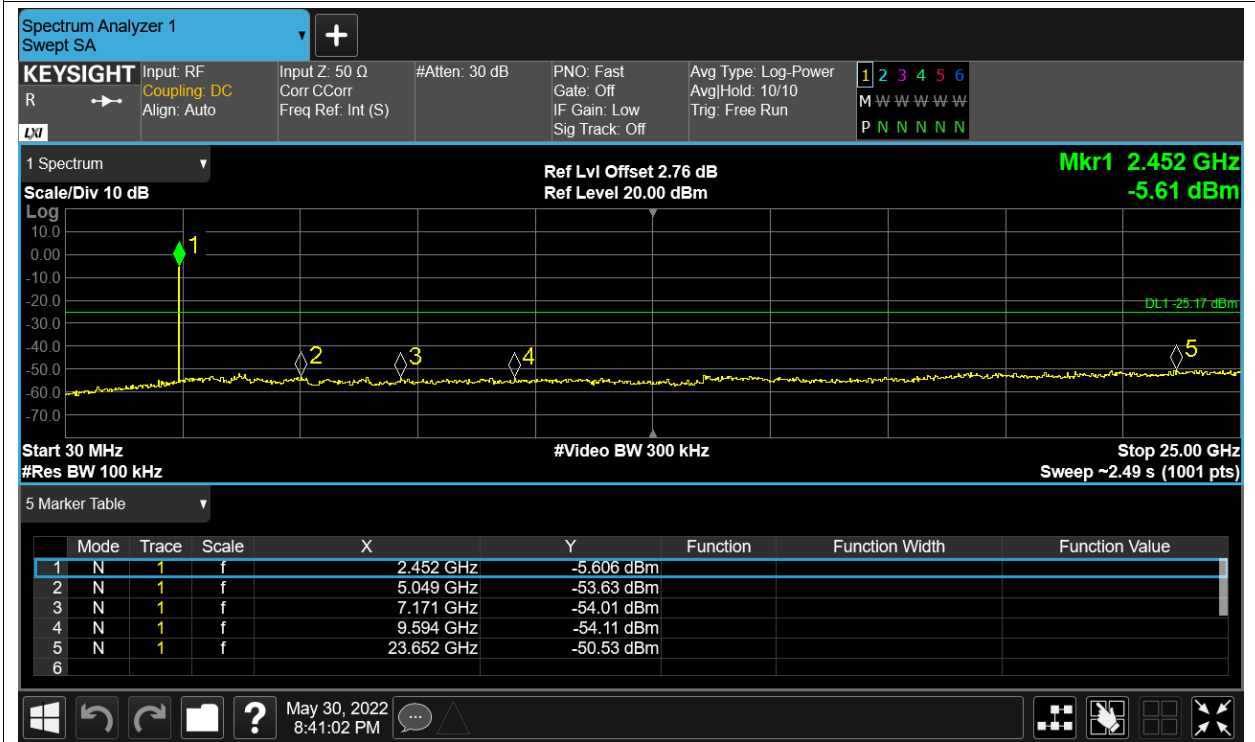 Spectrum Analyzer 1
Swept SA
+
KEYSIGHT
R
LXI
Input: RF
Coupling: DC
Align: Auto
Input Z: 50 Ω
Corr CCorr
Freq Ref: Int (S)
#Atten: 30 dB
PNO: Fast
Gate: Off
IF Gain: Low
Sig Track: Off
Avg Type: Log-Power
Avg|Hold: 10/10
Trig: Free Run
1 2 3 4 5 6
M W W W W W
P N N N N N
1 Spectrum
Scale/Div 10 dB
Ref Lvl Offset 2.76 dB
Ref Level 20.00 dBm
Mkr1 2.452 GHz
-5.61 dBm
Log
10.0
0.00
-10.0
-20.0
-30.0
-40.0
-50.0
-60.0
-70.0
1
2
3
4
5
DL1 -25.17 dBm
Start 30 MHz
#Res BW 100 kHz
#Video BW 300 kHz
Stop 25.00 GHz
Sweep ~2.49 s (1001 pts)
5 Marker Table
Mode Trace Scale X Y Function Function Width Function Value
1 N 1 f 2.452 GHz -5.606 dBm
2 N 1 f 5.049 GHz -53.63 dBm
3 N 1 f 7.171 GHz -54.01 dBm
4 N 1 f 9.594 GHz -54.11 dBm
5 N 1 f 23.652 GHz -50.53 dBm
6
?
May 30, 2022
8:41:02 PM